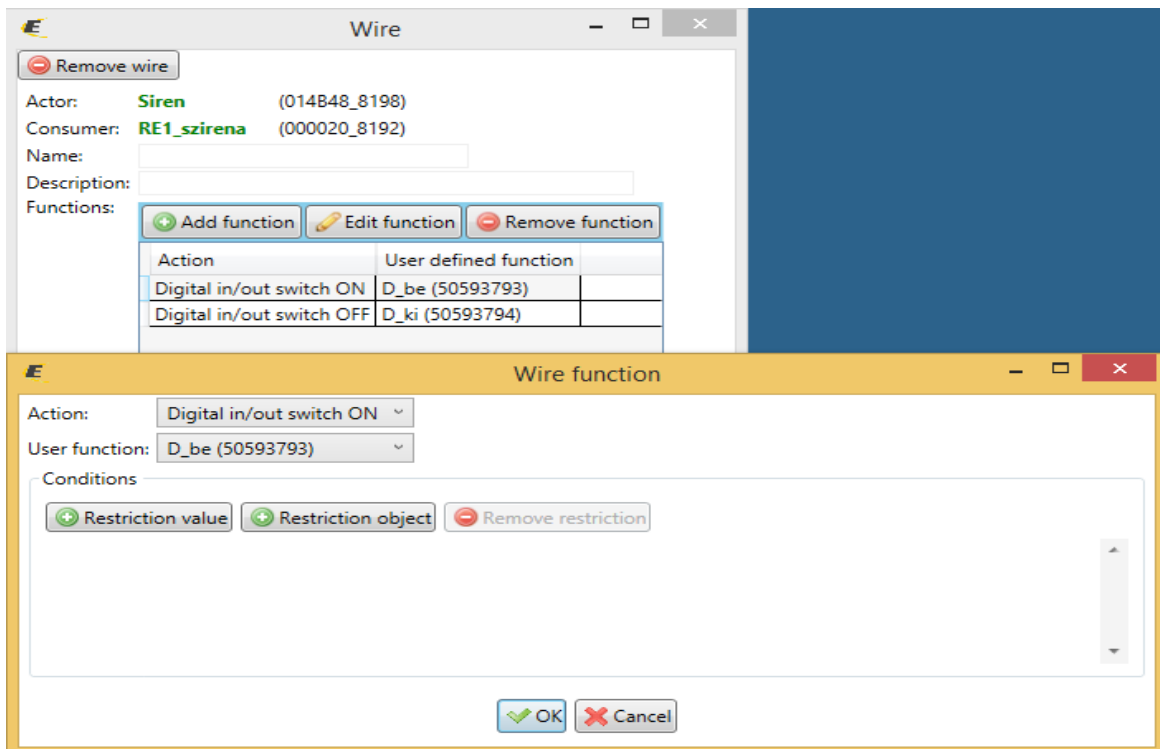 Wire
Remove wire
Actor: Siren (014B48_8198)
Consumer: RE1_szirena (000020_8192)
Name:
Description:
Functions:
Add function Edit function Remove function
Action User defined function
Digital in/out switch ON D_be (50593793)
Digital in/out switch OFF D_ki (50593794)
Wire function
Action: Digital in/out switch ON
User function: D_be (50593793)
Conditions
Restriction value Restriction object Remove restriction
OK Cancel